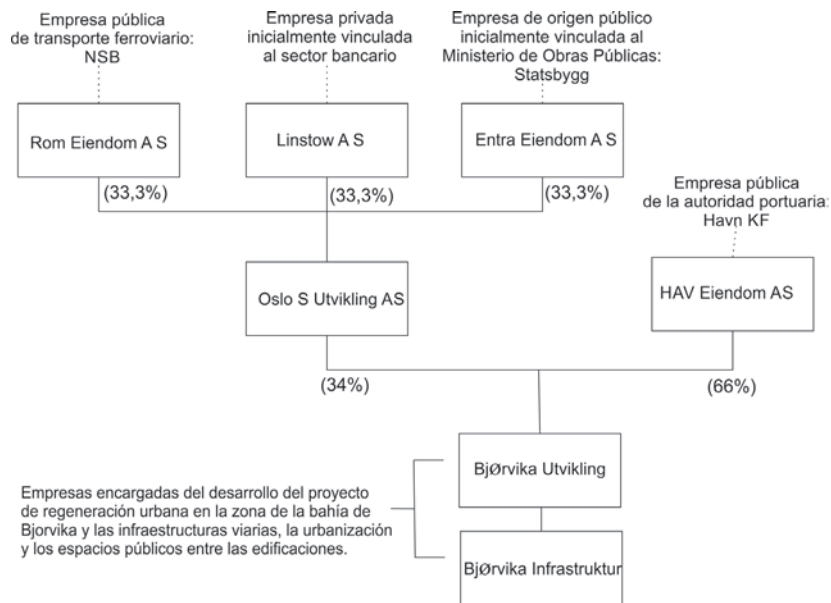 Empresa pública
de transporte ferroviario:
NSB
Empresa privada
inicialmente vinculada
al sector bancario
Empresa de origen público
inicialmente vinculada al
Ministerio de Obras Públicas:
Statsbygg
Rom Eiendom A S
Linstow A S
Entra Eiendom A S
(33,3%)
(33,3%)
(33,3%)
Empresa pública
de la autoridad portuaria:
Havn KF
Oslo S Utvikling AS
HAV Eiendom AS
(34%)
(66%)
BjØrvika Utvikling
Empresas encargadas del desarrollo del proyecto
de regeneración urbana en la zona de la bahía de
Bjorvika y las infraestructuras viarias, la urbanización
y los espacios públicos entre las edificaciones.
BjØrvika Infrastruktur